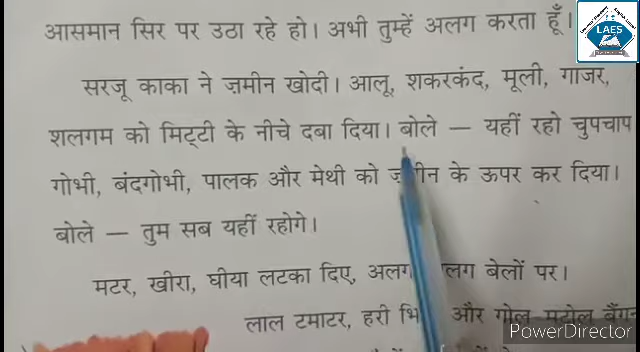 आसमान सिर पर उठा रहे हो। अभी तुम्हें अलग करता हूँ।
LAES
सरजू काका ने ज़मीन खोदी। आलू, शकरकंद, मूली, गाजर,
शलगम को मिट्टी के नीचे दबा दिया। बोले — यहीं रहो चुपचाप
गोभी, बंदगोभी, पालक और मेथी को ज़मीन के ऊपर कर दिया।
बोले — तुम सब यहीं रहोगे।
मटर, खीरा, घीया लटका दिए, अलग बेलों पर।
लाल टमाटर, हरी और गोल मटोल
PowerDirector